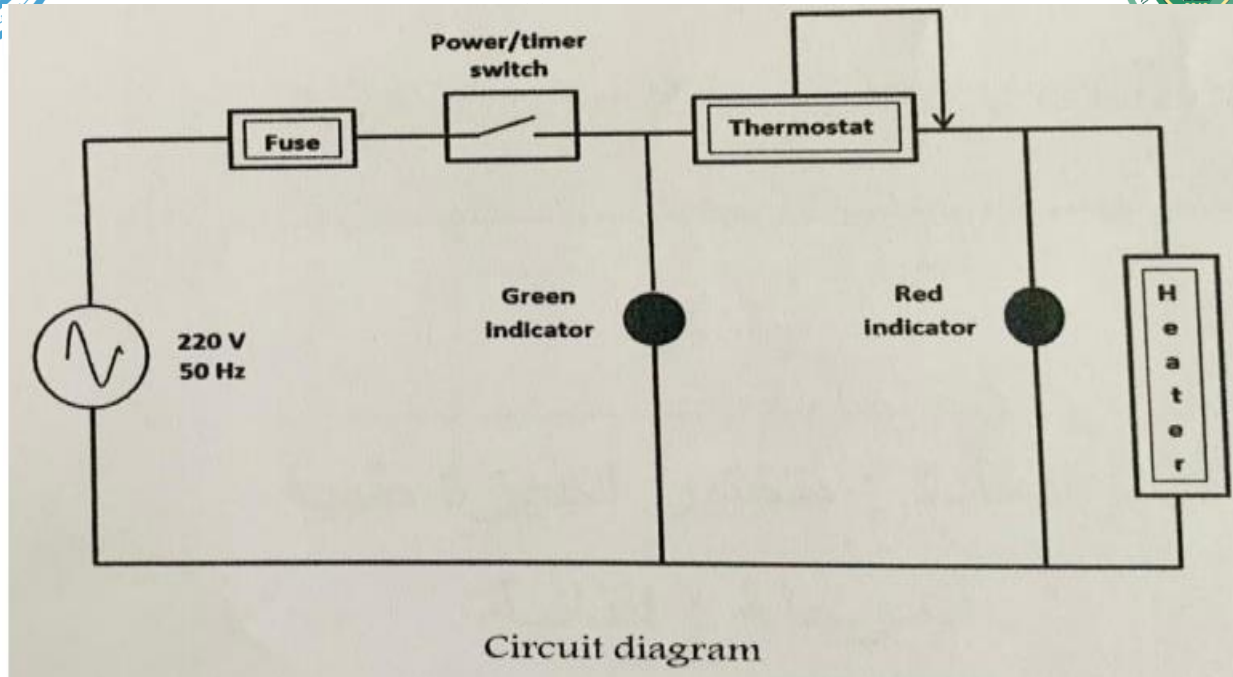 Power/timer
switch
Fuse
Thermostat
Green
indicator
Red
indicator
220 V
50 Hz
H
e
a
t
e
r
Circuit diagram